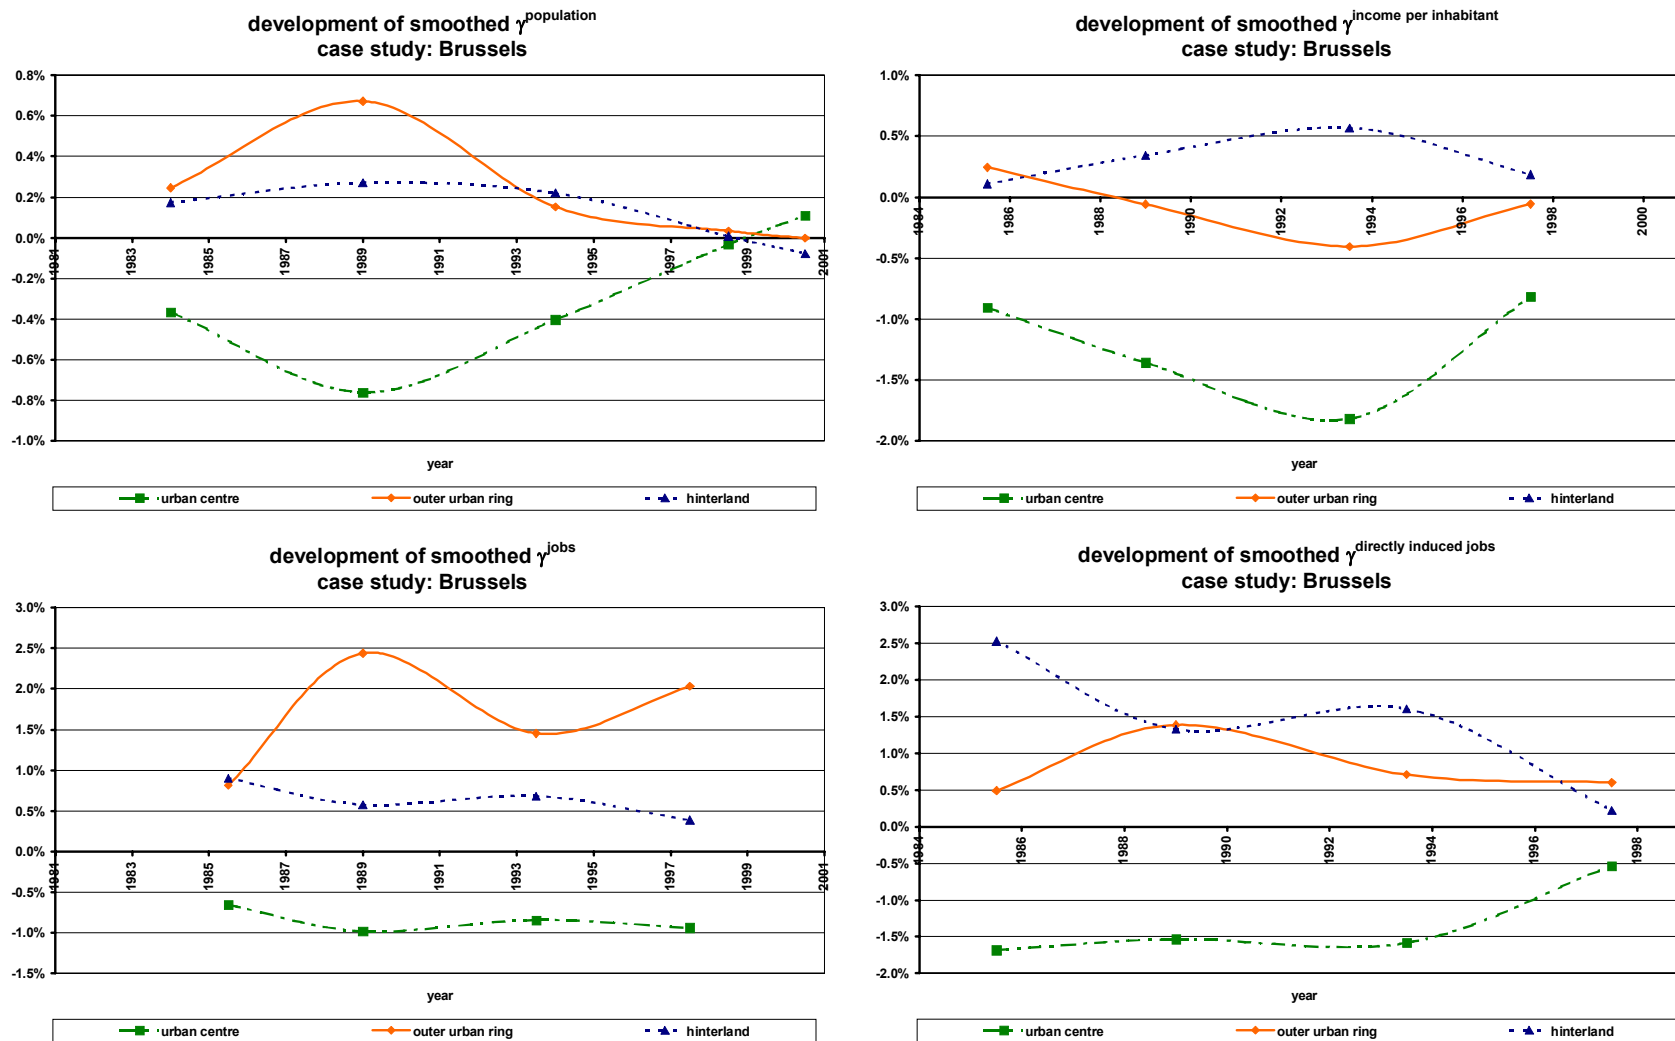 development of smoothed γpopulation
case study: Brussels
0.8%
0.6%
0.4%
0.2%
0.0%
-0.2%
-0.4%
-0.6%
-0.8%
-1.0%
1981 1983 1985 1987 1989 1991 1993 1995 1997 1999 2001
year
urban centre outer urban ring hinterland
development of smoothed γincome per inhabitant
case study: Brussels
1.0%
0.5%
0.0%
-0.5%
-1.0%
-1.5%
-2.0%
1984 1986 1988 1990 1992 1994 1996 1998 2000
year
urban centre outer urban ring hinterland
development of smoothed γjobs
case study: Brussels
3.0%
2.5%
2.0%
1.5%
1.0%
0.5%
0.0%
-0.5%
-1.0%
-1.5%
1981 1983 1985 1987 1989 1991 1993 1995 1997 1999 2001
year
urban centre outer urban ring hinterland
development of smoothed γdirectly induced jobs
case study: Brussels
3.0%
2.5%
2.0%
1.5%
1.0%
0.5%
0.0%
-0.5%
-1.0%
-1.5%
-2.0%
1984 1986 1988 1990 1992 1994 1996 1998
year
urban centre outer urban ring hinterland